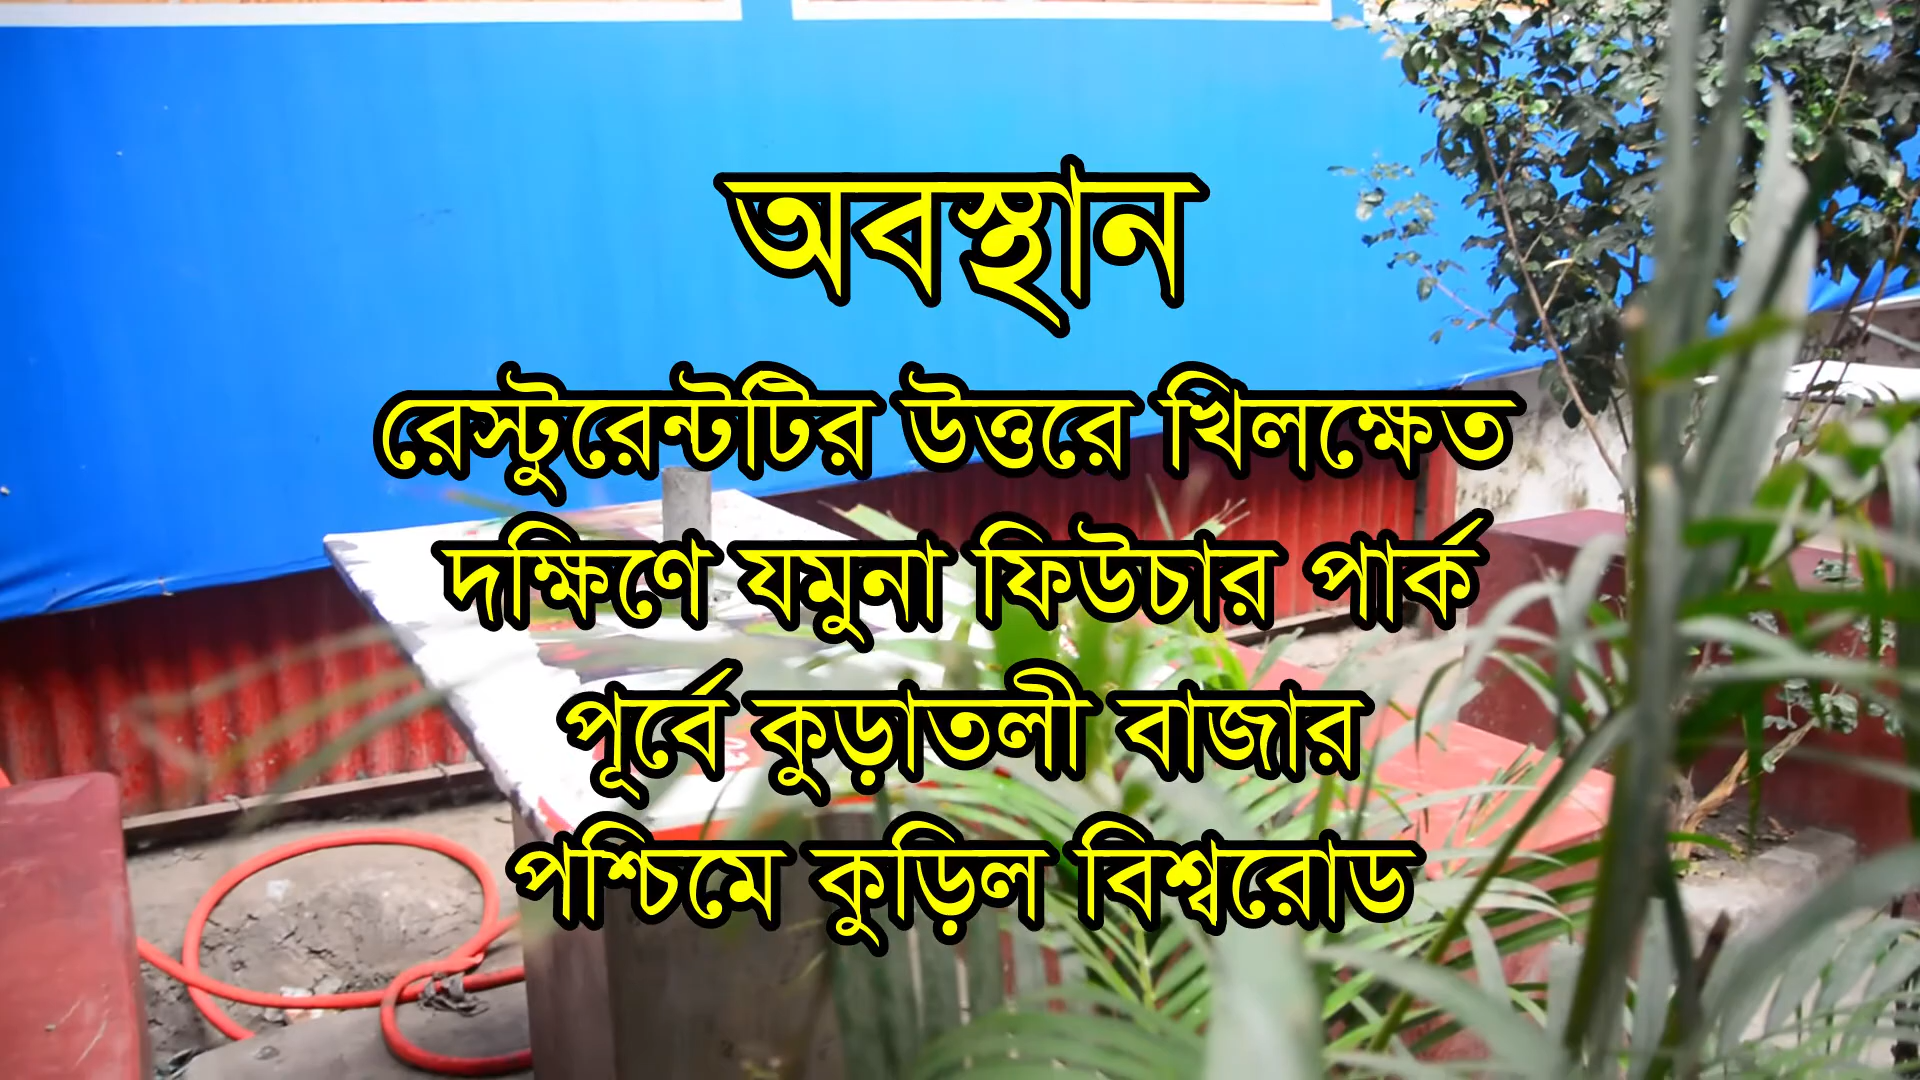 অবস্থান
রেস্টুরেন্টটির উত্তরে খিলক্ষেত
দক্ষিণে যমুনা ফিউচার পার্ক
পূর্বে কুড়াতলী বাজার
পশ্চিমে কুড়িল বিশ্বরোড